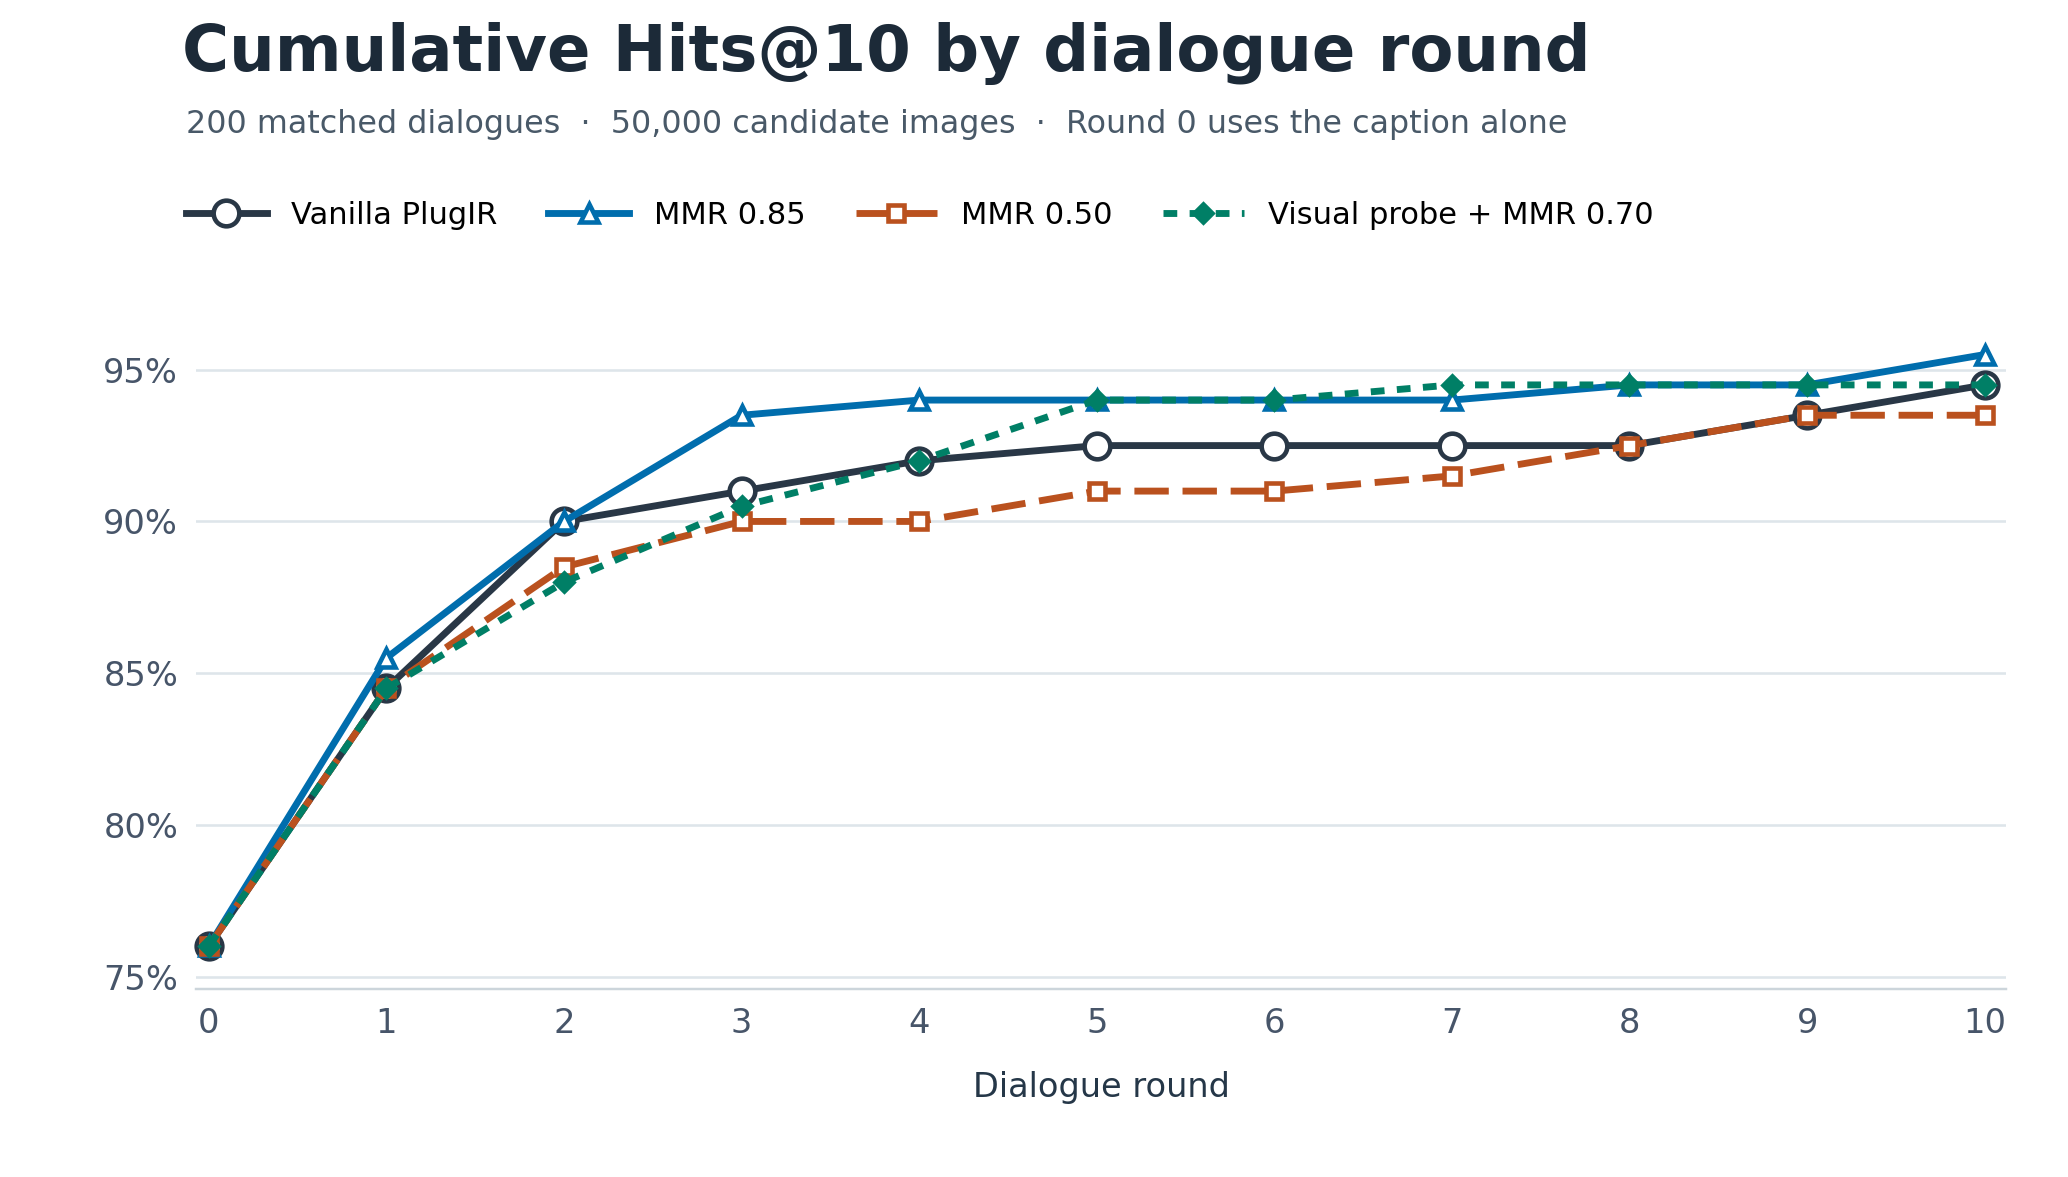 Cumulative Hits@10 by dialogue round
200 matched dialogues · 50,000 candidate images · Round 0 uses the caption alone
Vanilla PlugIR MMR 0.85 MMR 0.50 Visual probe + MMR 0.70
95%
90%
85%
80%
75%
0 1 2 3 4 5 6 7 8 9 10
Dialogue round